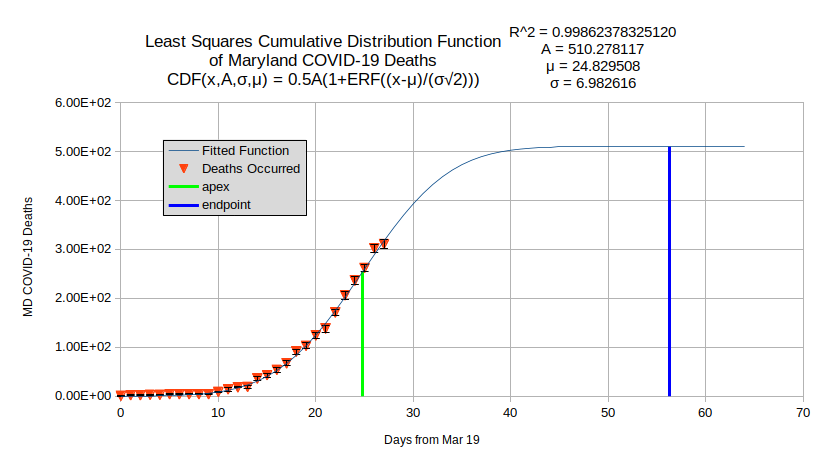 Least Squares Cumulative Distribution Function
of Maryland COVID-19 Deaths
CDF(x,A,σ,μ) = 0.5A(1+ERF((x-μ)/(σ√2)))
R^2 = 0.99862378325120
A = 510.278117
μ = 24.829508
σ = 6.982616
6.00E+02
5.00E+02
4.00E+02
3.00E+02
2.00E+02
1.00E+02
0.00E+00
MD COVID-19 Deaths
Fitted Function
Deaths Occurred
apex
endpoint
0 10 20 30 40 50 60 70
Days from Mar 19